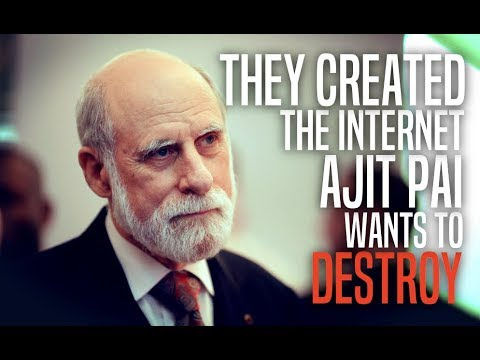 THEY CREATED
THE INTERNET
AJIT PAI
WANTS TO
DESTROY